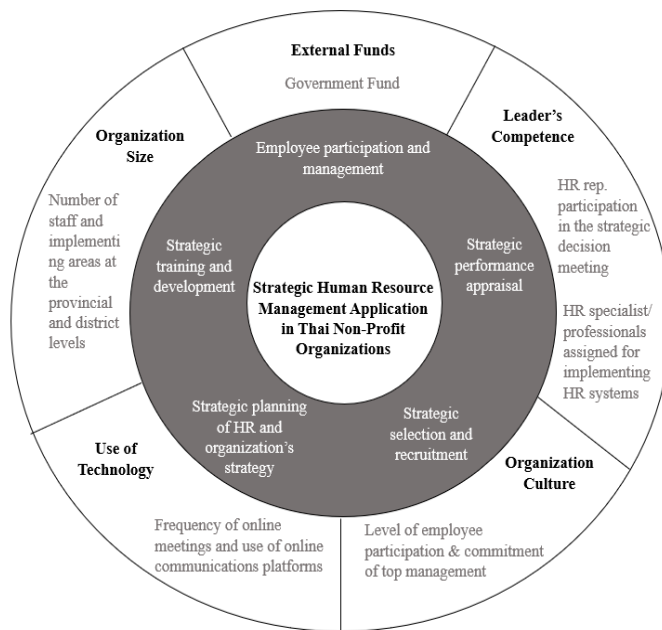 External Funds
Government Fund
Leader's
Competence
HR rep.
participation
in the strategic
decision
meeting
HR specialist/
professionals
assigned for
implementing
HR systems
Organization
Culture
Level of employee
participation & commitment
of top management
Use of
Technology
Frequency of online
meetings and use of online
communications platforms
Organization
Size
Number of
staff and
implementi
ng areas at
the
provincial
and district
levels
Employee participation and
management
Strategic
performance
appraisal
Strategic
selection and
recruitment
Strategic planning
of HR and
organization's
strategy
Strategic
training and
development
Strategic Human Resource
Management Application
in Thai Non-Profit
Organizations